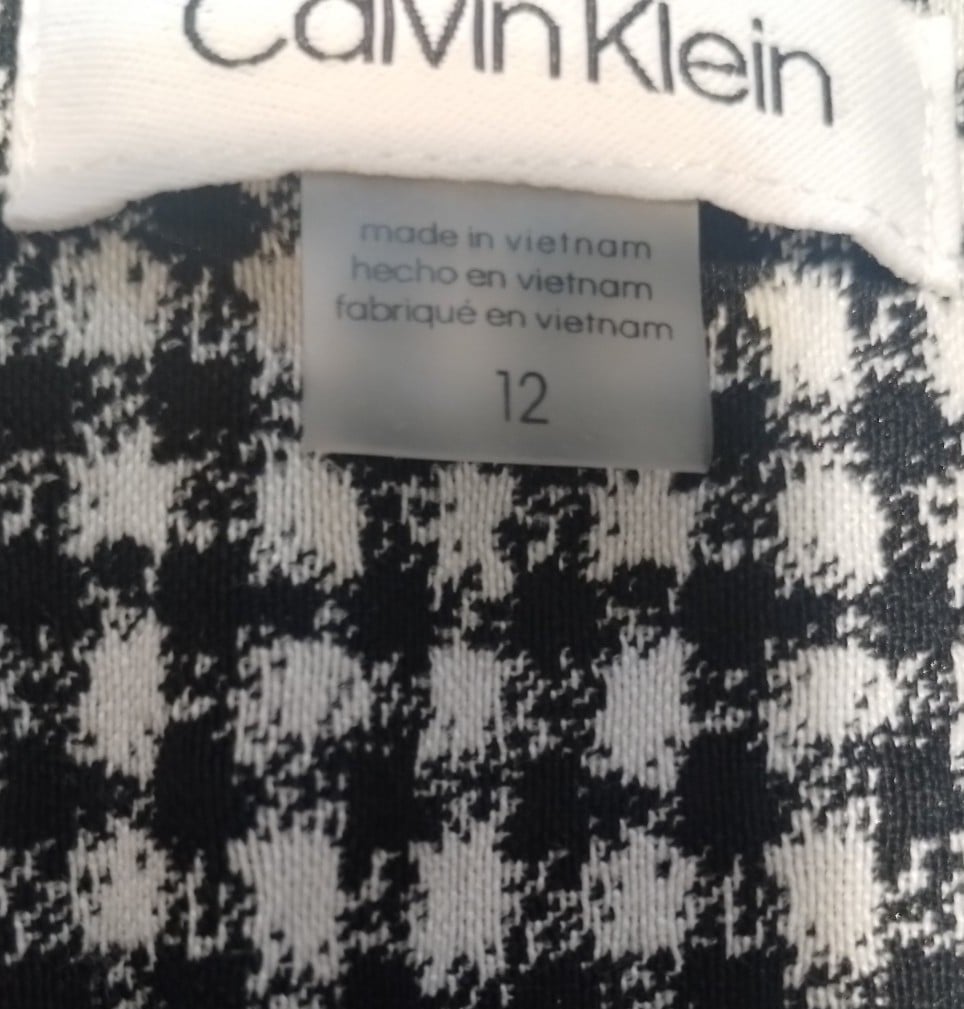 Calvin Klein
made in vietnam
hecho en vietnam
fabriqué en vietnam
12